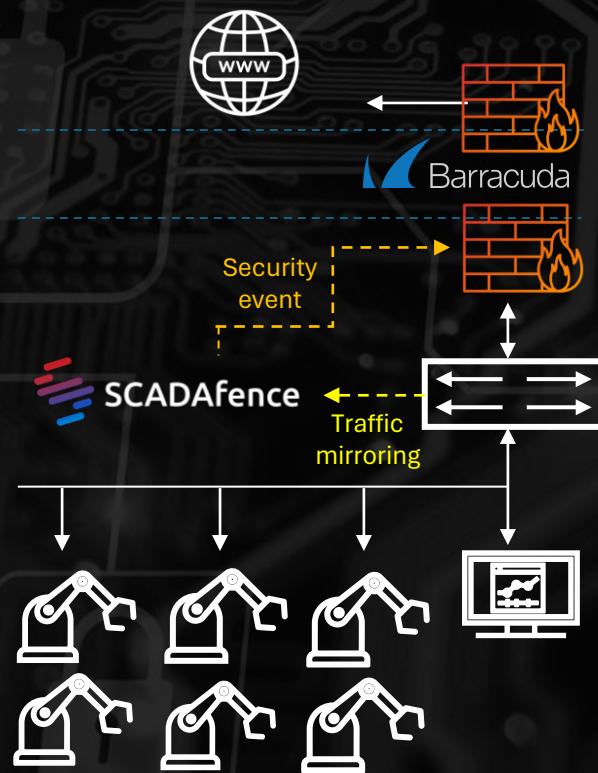 www
Barracuda
Security
event
SCADAfence
Traffic
mirroring